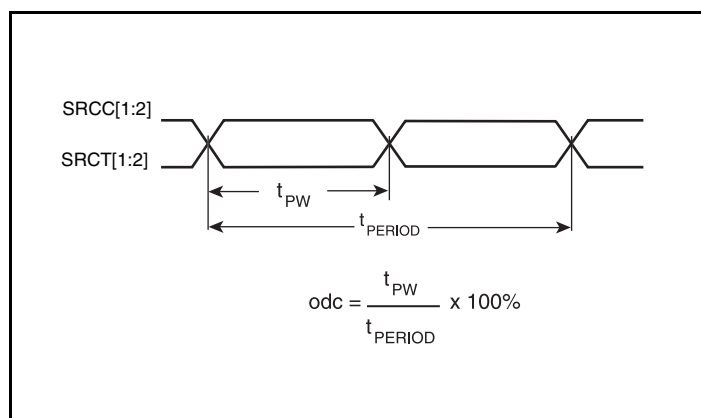 SRCC[1:2]
SRCT[1:2]
tPW
tPERIOD
odc = tPW / tPERIOD x 100%